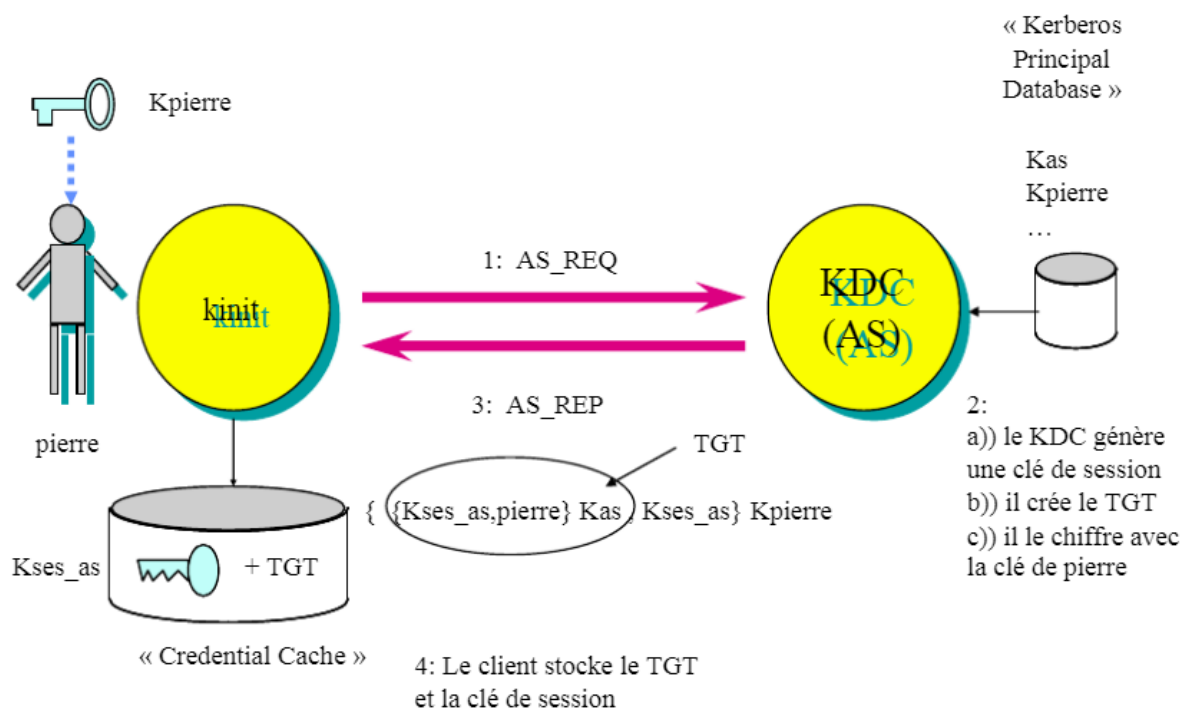 « Kerberos
Principal
Database »
Kpierre
Kas
Kpierre
…
1: AS_REQ
kinit
KDC
(AS)
3: AS_REP
pierre
TGT
{ {Kses_as,pierre} Kas , Kses_as} Kpierre
2:
a)) le KDC génère
une clé de session
b)) il crée le TGT
c)) il le chiffre avec
la clé de pierre
Kses_as
+ TGT
« Credential Cache »
4: Le client stocke le TGT
et la clé de session